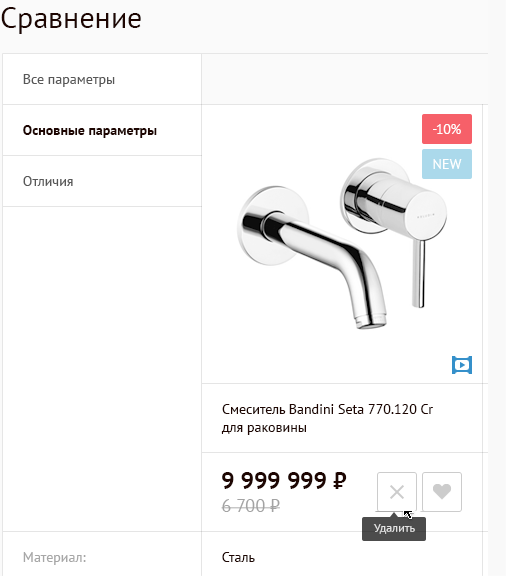 Сравнение
Все параметры
Основные параметры
Отличия
-10%
NEW
Смеситель Bandini Seta 770.120 Cr
для раковины
9 999 999 ₽
6 700 ₽
Удалить
Материал:
Сталь